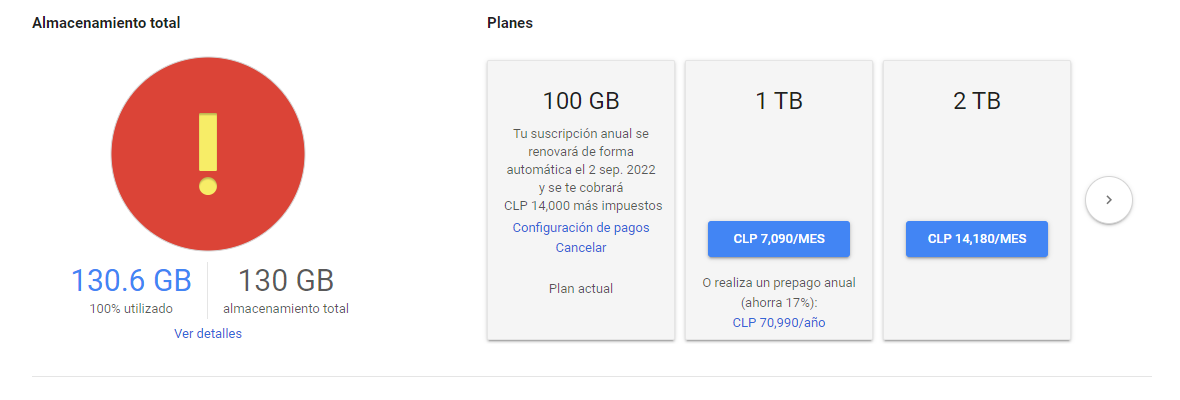 Almacenamiento total
130.6 GB
100% utilizado
130 GB
almacenamiento total
Ver detalles
Planes
100 GB
Tu suscripción anual se
renovará de forma
automática el 2 sep. 2022
y se te cobrará
CLP 14,000 más impuestos
Configuración de pagos
Cancelar
Plan actual
1 TB
CLP 7,090/MES
O realiza un prepago anual
(ahorra 17%):
CLP 70,990/año
2 TB
CLP 14,180/MES